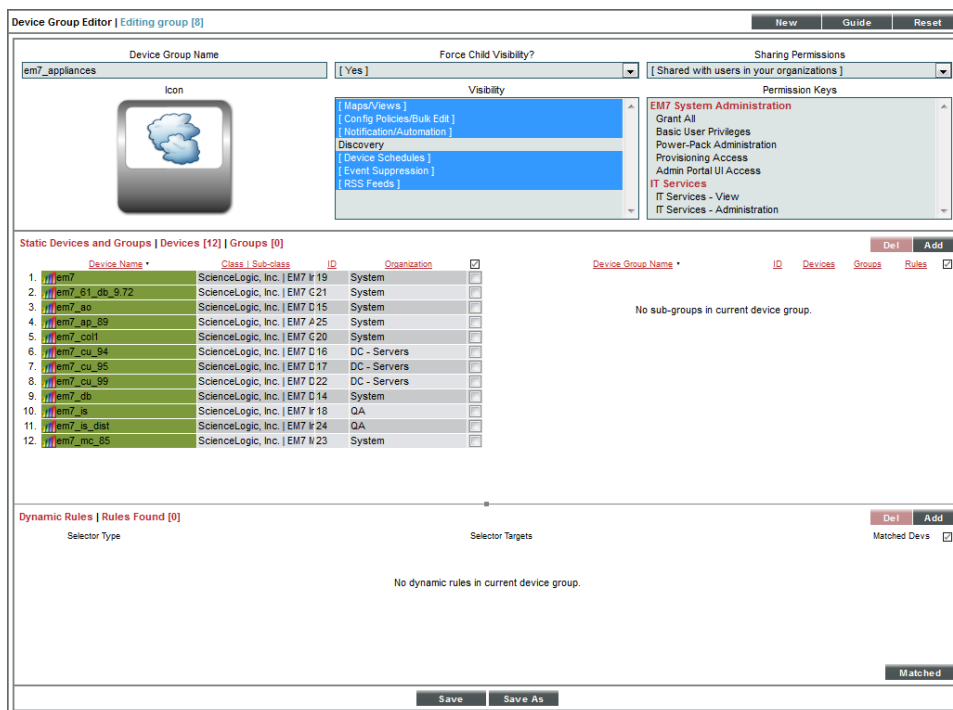 Device Group Editor | Editing group [8]
New Guide Reset
Device Group Name Force Child Visibility? Sharing Permissions
em7_appliances [ Yes ] [ Shared with users in your organizations ]
Icon Visibility Permission Keys
[ Maps/Views ]
[ Config Policies/Bulk Edit ]
[ Notification/Automation ]
Discovery
[ Device Schedules ]
[ Event Suppression ]
[ RSS Feeds ]
EM7 System Administration
Grant All
Basic User Privileges
Power-Pack Administration
Provisioning Access
Admin Portal UI Access
IT Services
IT Services - View
IT Services - Administration
Static Devices and Groups | Devices [12] | Groups [0]
Del Add
Device Name Class | Sub-class ID Organization
1. em7 ScienceLogic, Inc. | EM7 Ir 19 System
2. em7_61_db_9.72 ScienceLogic, Inc. | EM7 G 21 System
3. em7_ao ScienceLogic, Inc. | EM7 D 15 System
4. em7_ap_89 ScienceLogic, Inc. | EM7 A 25 System
5. em7_col1 ScienceLogic, Inc. | EM7 G 20 System
6. em7_cu_94 ScienceLogic, Inc. | EM7 D 16 DC - Servers
7. em7_cu_95 ScienceLogic, Inc. | EM7 D 17 DC - Servers
8. em7_cu_99 ScienceLogic, Inc. | EM7 D 22 DC - Servers
9. em7_db ScienceLogic, Inc. | EM7 D 14 System
10. em7_is ScienceLogic, Inc. | EM7 Ir 18 QA
11. em7_is_dist ScienceLogic, Inc. | EM7 Ir 24 QA
12. em7_mc_85 ScienceLogic, Inc. | EM7 M 23 System
Device Group Name ID Devices Groups Rules
No sub-groups in current device group.
Dynamic Rules | Rules Found [0]
Del Add
Selector Type Selector Targets Matched Devs
No dynamic rules in current device group.
Matched
Save Save As